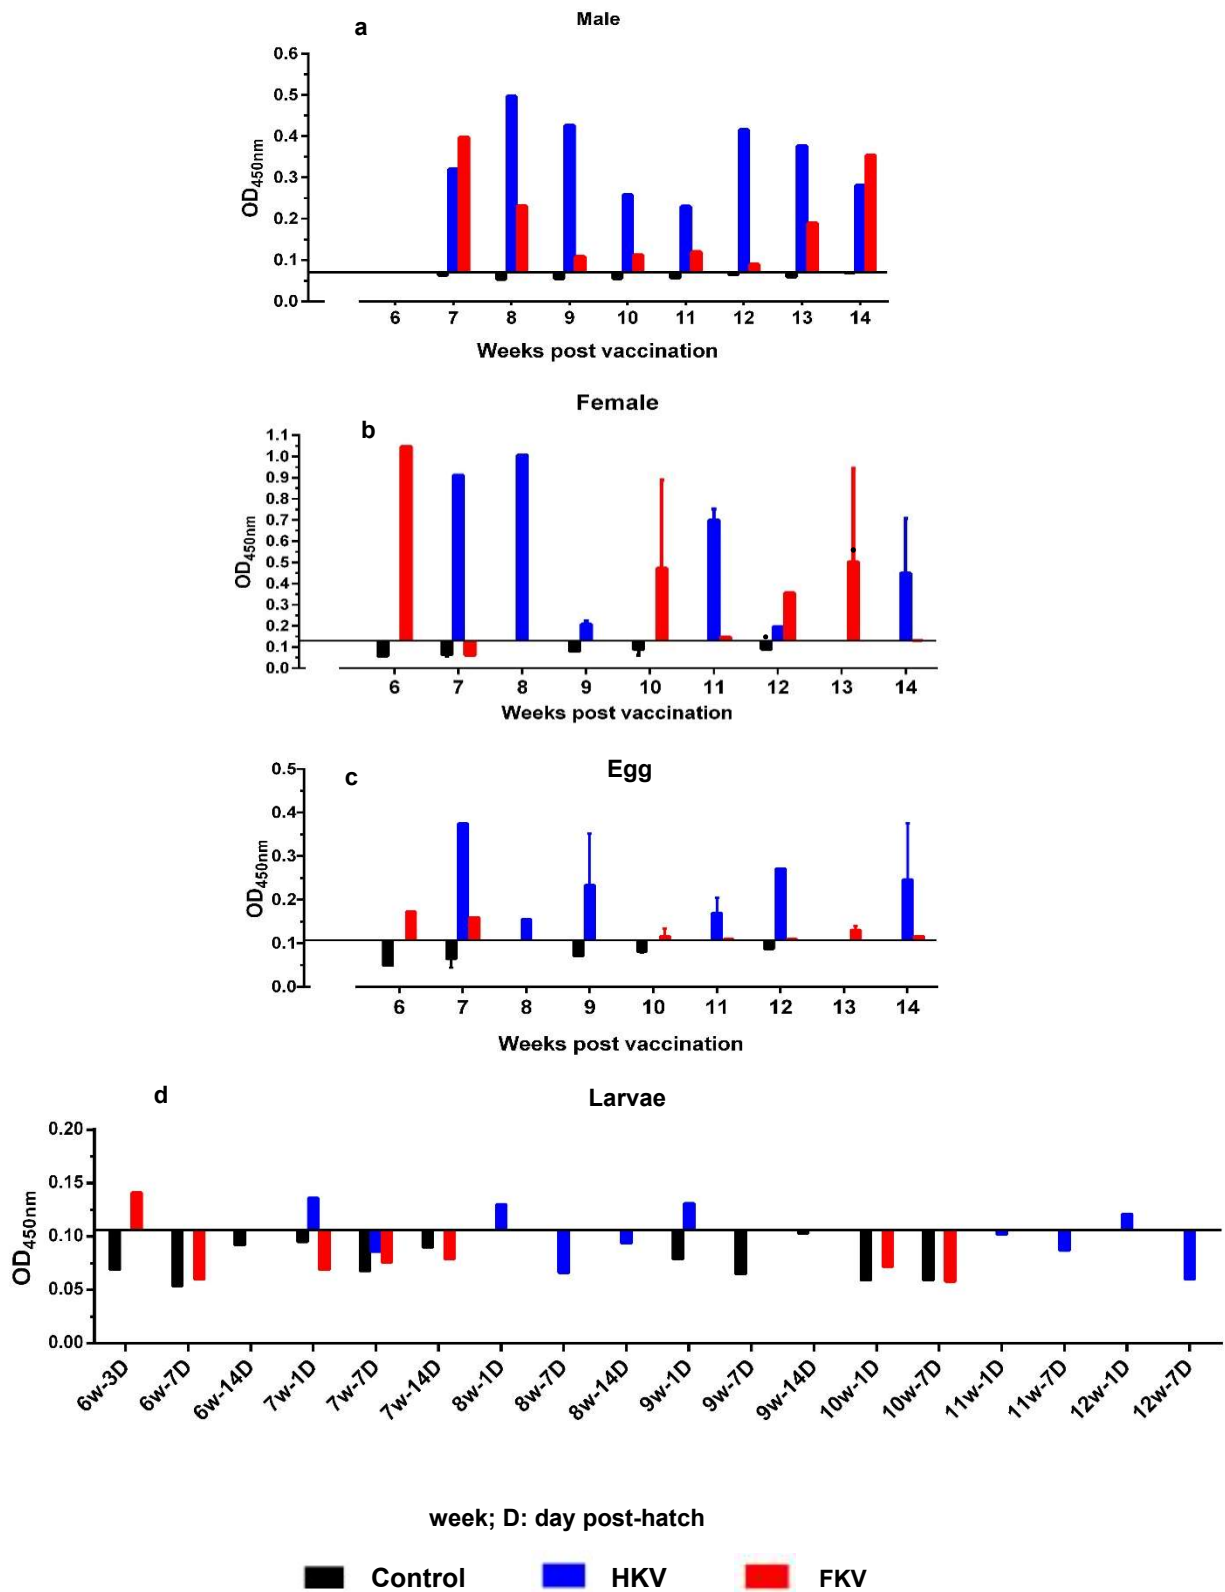 Male
a
0.6
0.5
0.4
0.3
0.2
0.1
0.0
OD450nm
6 7 8 9 10 11 12 13 14
Weeks post vaccination
Female
b
1.1
1.0
0.9
0.8
0.7
0.6
0.5
0.4
0.3
0.2
0.1
0.0
OD450nm
6 7 8 9 10 11 12 13 14
Weeks post vaccination
Egg
c
0.5
0.4
0.3
0.2
0.1
0.0
OD450nm
6 7 8 9 10 11 12 13 14
Weeks post vaccination
d
Larvae
0.20
0.15
0.10
0.05
0.00
OD450nm
6w-3D 6w-7D 6w-14D 7w-1D 7w-7D 7w-14D 8w-1D 8w-7D 8w-14D 9w-1D 9w-7D 9w-14D 10w-1D 10w-7D 11w-1D 11w-7D 12w-1D 12w-7D
week; D: day post-hatch
Control HKV FKV